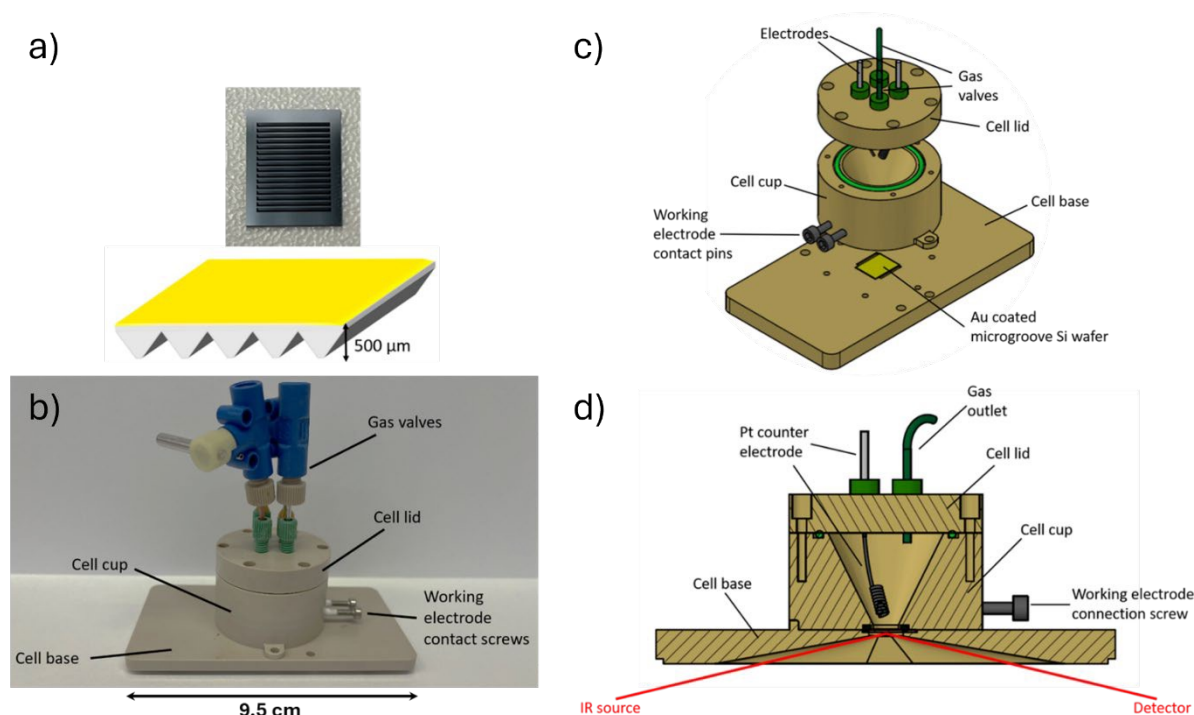 a)
500 μm
b)
Gas valves
Cell lid
Cell cup
Working
electrode
contact screws
Cell base
9.5 cm
c)
Electrodes
Gas
valves
Cell lid
Cell cup
Cell base
Working
electrode
contact pins
Au coated
microgroove Si wafer
d)
Gas
outlet
Pt counter
electrode
Cell lid
Cell cup
Cell base
Working electrode
connection screw
IR source
Detector